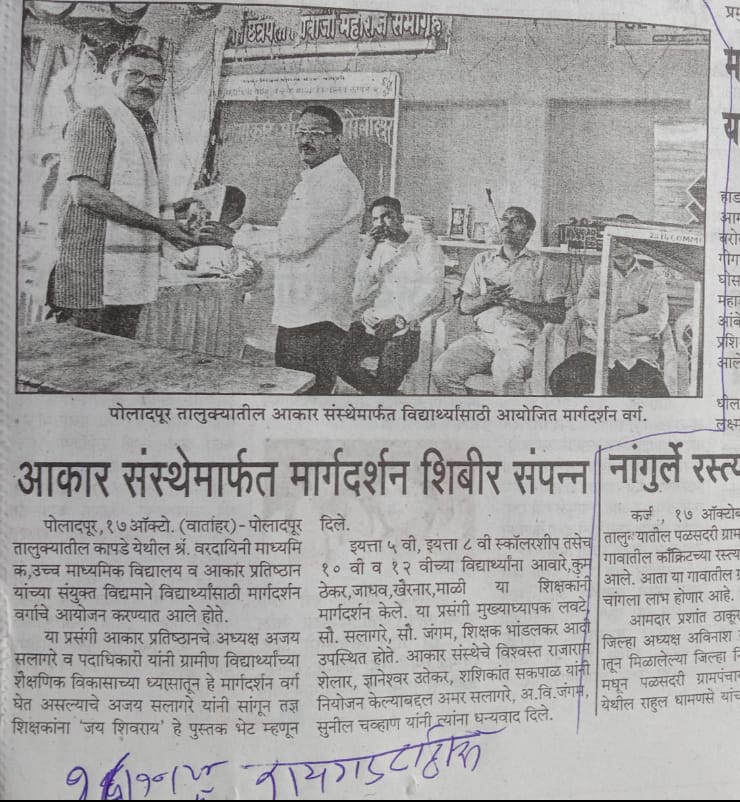 छत्रपती शिवाजी महाराज सभागृह
पोलादपूर तालुक्यातील आकार संस्थेमार्फत विद्यार्थ्यांसाठी आयोजित मार्गदर्शन वर्ग.
आकार संस्थेमार्फत मार्गदर्शन शिबीर संपन्न
पोलादपूर, १७ ऑक्टो. (वार्ताहर)- पोलादपूर
तालुक्यातील कापडे येथील श्रं. वरदायिनी माध्यमि
क,उच्च माध्यमिक विद्यालय व आकार प्रतिष्ठान
यांच्या संयुक्त विद्यमाने विद्यार्थ्यांसाठी मार्गदर्शन
वर्गाचे आयोजन करण्यात आले होते.
या प्रसंगी आकार प्रतिष्ठानचे अध्यक्ष अजय
सलागरे व पदाधिकारी यांनी ग्रामीण विद्यार्थ्यांच्या
शैक्षणिक विकासाच्या ध्यासातून हे मार्गदर्शन वर्ग
घेत असल्याचे अजय सलागरे यांनी सांगून तज्ञ
शिक्षकांना 'जय शिवराय' हे पुस्तक भेट म्हणून
दिले.
इयत्ता ५ वी, इयत्ता ८ वी स्कॉलरशीप तसेच
१० वी व १२ वीच्या विद्यार्थ्यांना आवारे,कुम
ठेकर,जाधव,खेरनार,माळी या शिक्षकांनी
मार्गदर्शन केले. या प्रसंगी मुख्याध्यापक लवटे,
सौ. सलागरे, सौ. जंगम, शिक्षक भांडलकर आदी
उपस्थित होते. आकार संस्थेचे विश्वस्त राजाराम
शेलार, ज्ञानेश्वर उतेकर, शशिकांत सकपाळ यांनी
नियोजन केल्याबद्दल अमर सलागरे, अ.वि.जंगम,
सुनील चव्हाण यांनी त्यांना धन्यवाद दिले.
नांगुर्ले रस्त्य
कर्ज , १७ ऑक्टोब
तालु यातील पळसदरी ग्राम
गावातील काँक्रिटच्या रस्त्य
आले. आता या गावातील ग्र
चांगला लाभ होणार आहे.
आमदार प्रशांत ठाकूर
जिल्हा अध्यक्ष अविनाश
तून मिळालेल्या जिल्हा नि
मधून पळसदरी ग्रामपंचा
येथील राहुल धामणसे यांच
रायगड टाईम्स